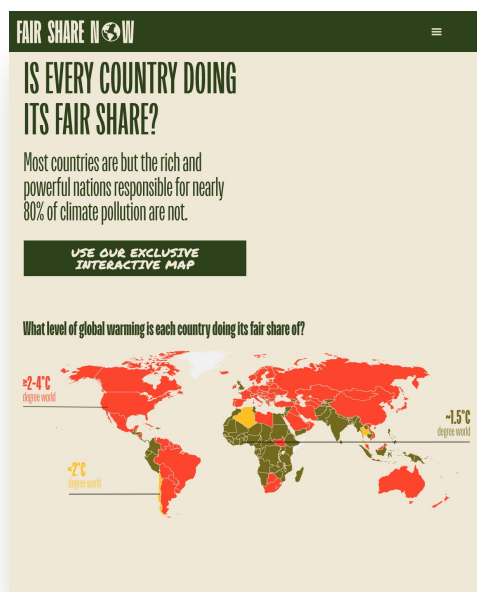 FAIR SHARE NOW
IS EVERY COUNTRY DOING
ITS FAIR SHARE?
Most countries are but the rich and
powerful nations responsible for nearly
80% of climate pollution are not.
USE OUR EXCLUSIVE
INTERACTIVE MAP
What level of global warming is each country doing its fair share of?
~2-4°C
degree world
~1.5°C
degree world
<2°C
degree world